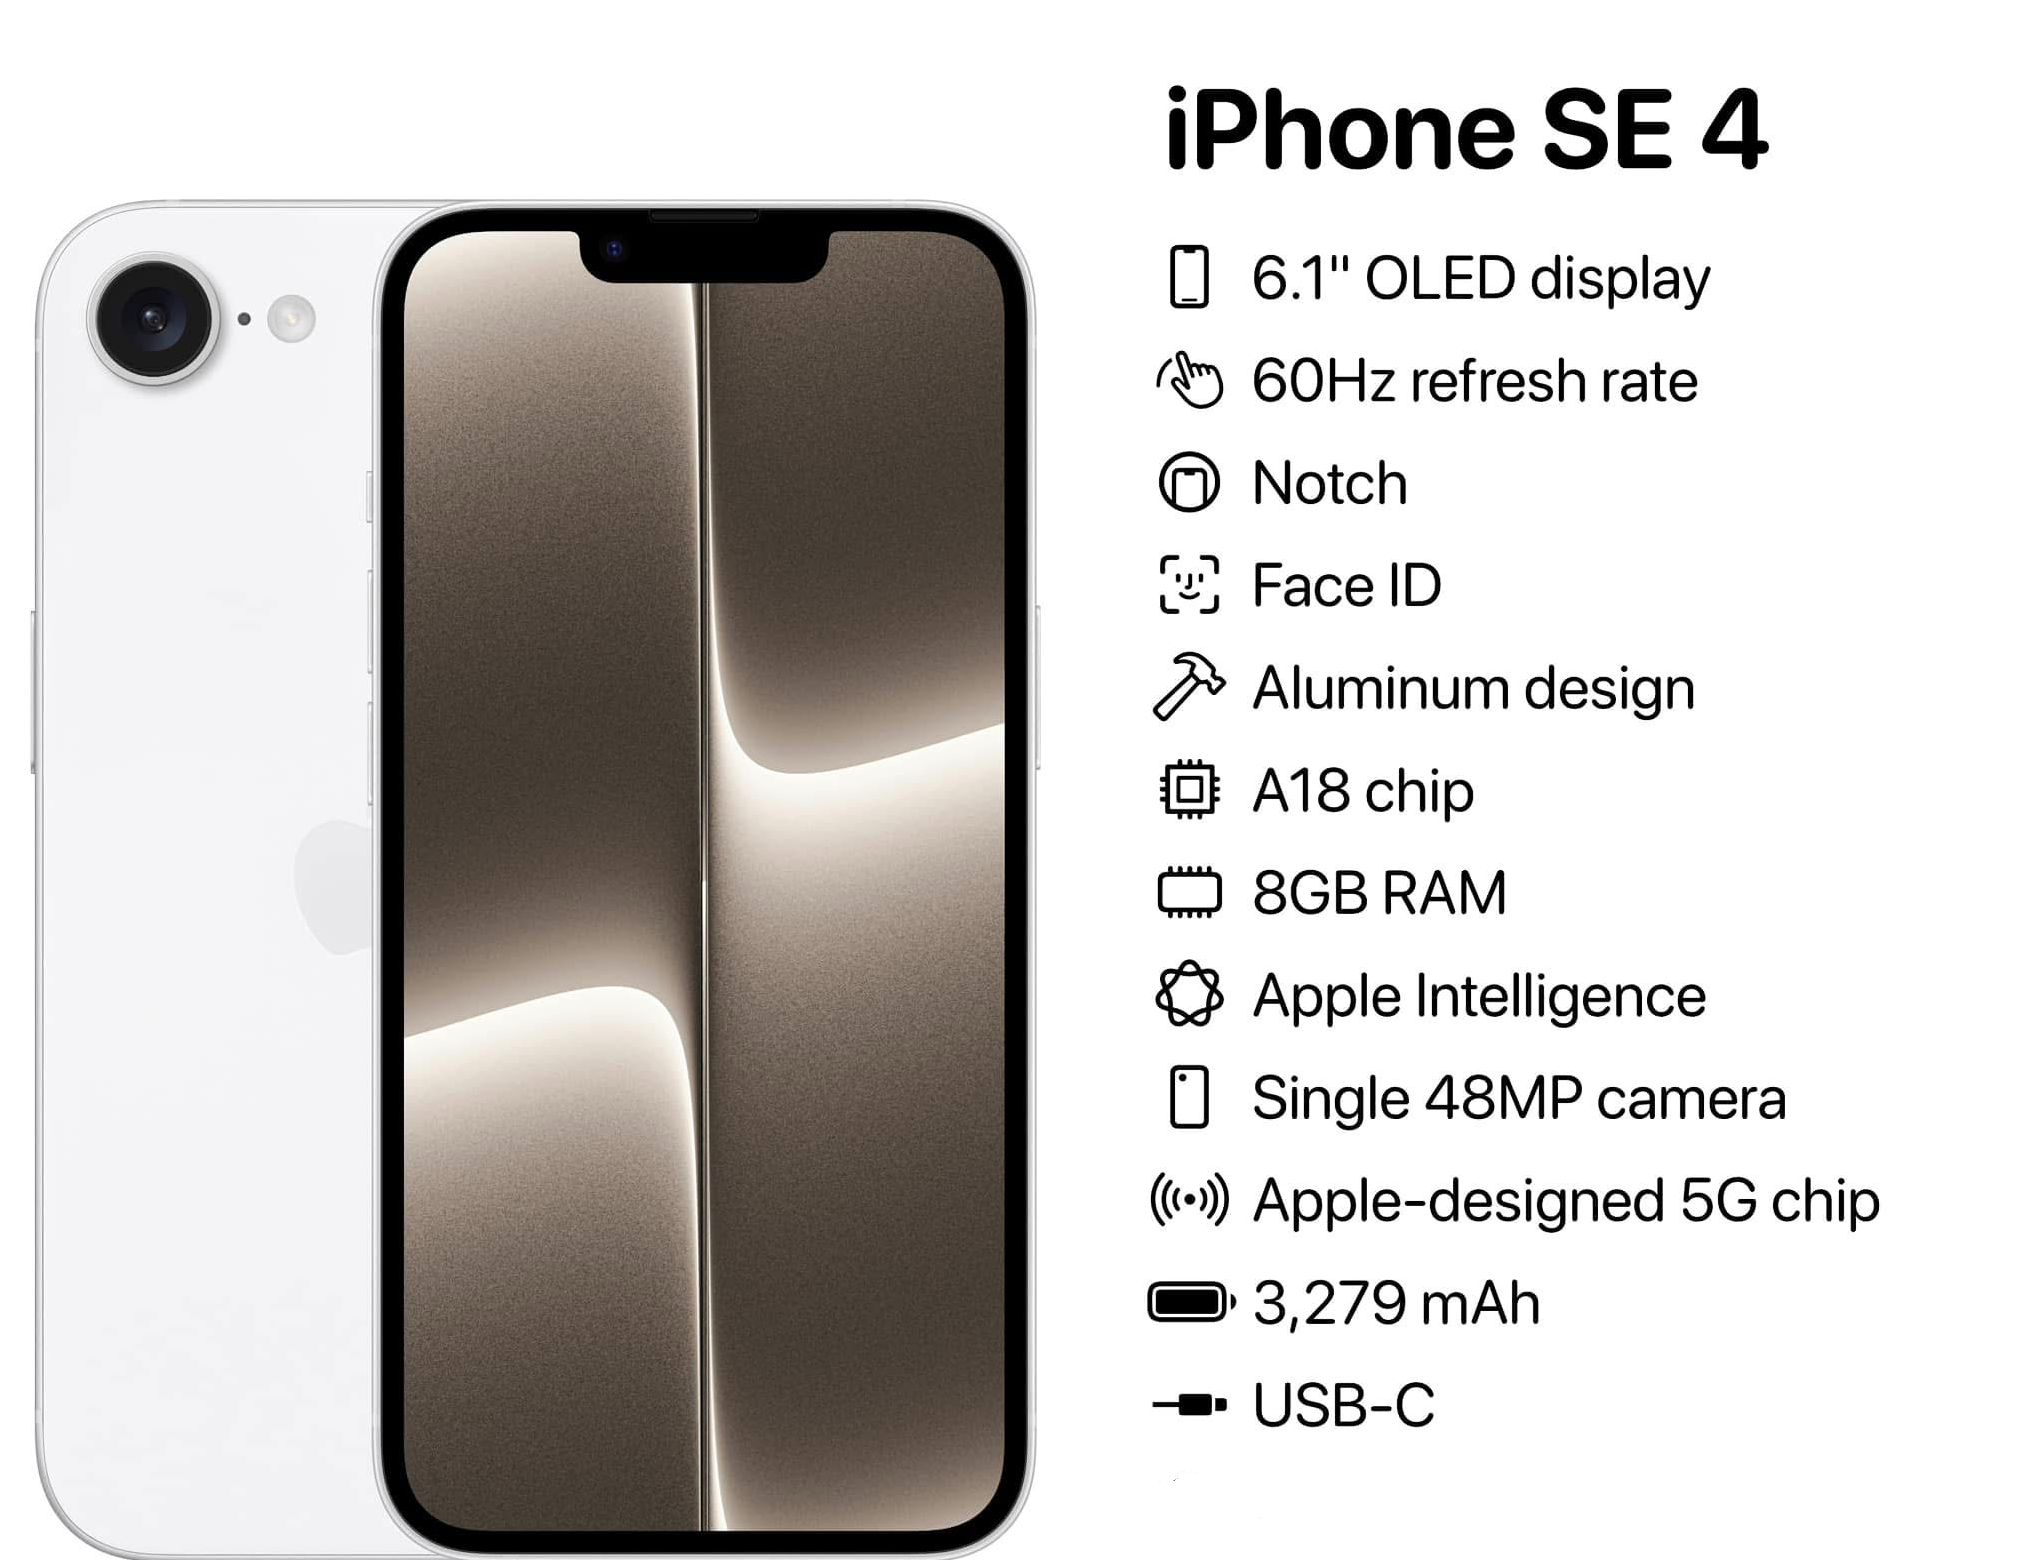 iPhone SE 4
6.1" OLED display
60Hz refresh rate
Notch
Face ID
Aluminum design
A18 chip
8GB RAM
Apple Intelligence
Single 48MP camera
Apple-designed 5G chip
3,279 mAh
USB-C